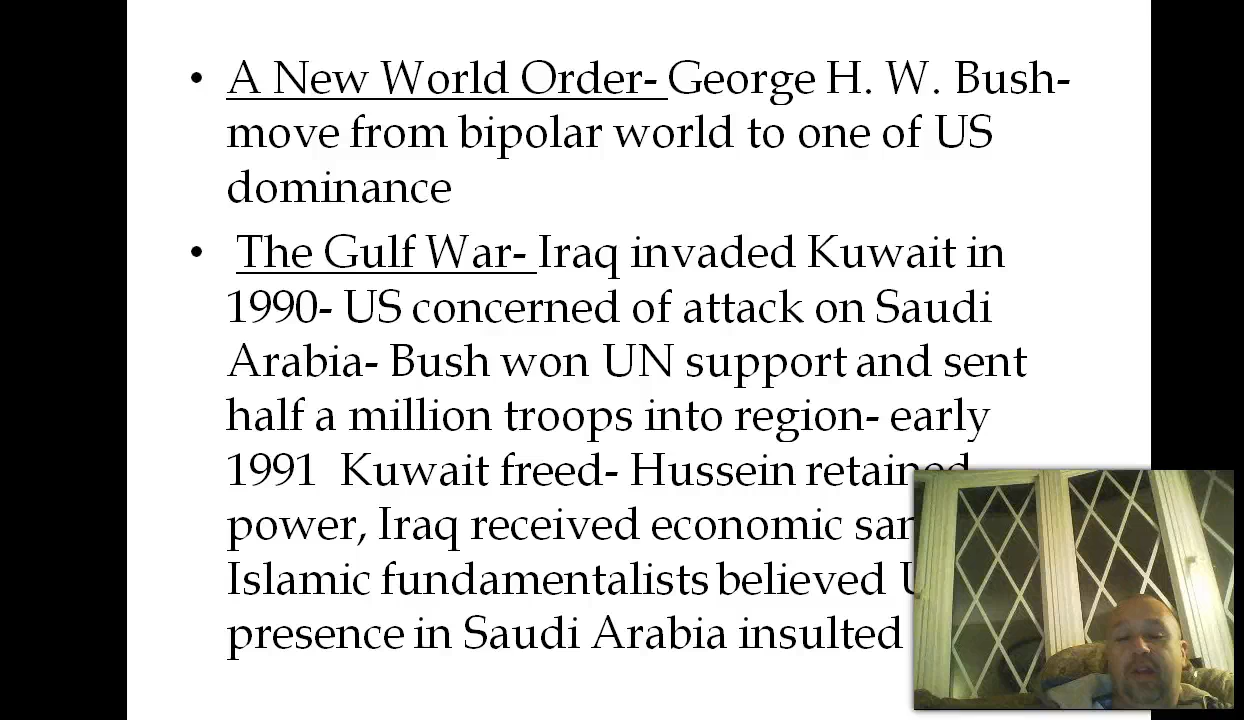 • A New World Order- George H. W. Bush-
move from bipolar world to one of US
dominance
• The Gulf War- Iraq invaded Kuwait in
1990- US concerned of attack on Saudi
Arabia- Bush won UN support and sent
half a million troops into region- early
1991 Kuwait freed- Hussein retained
power, Iraq received economic
Islamic fundamentalists believed
presence in Saudi Arabia insulted